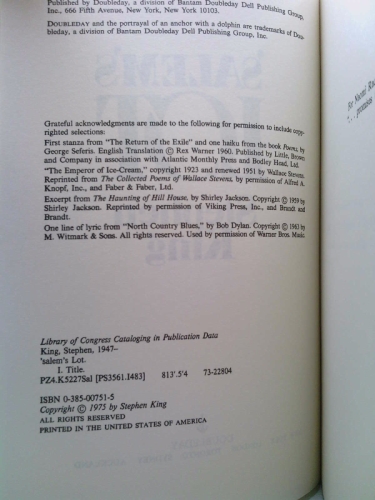 Published by Doubleday, a division of Bantam Doubleday Dell Publishing Group,
Inc., 666 Fifth Avenue, New York, New York 10103.
DOUBLEDAY and the portrayal of an anchor with a dolphin are trademarks of Dou-
bleday, a division of Bantam Doubleday Dell Publishing Group, Inc.
Grateful acknowledgments are made to the following for permission to include copy-
righted selections:
First stanza from "The Return of the Exile" and one haiku from the book Poems, by
George Seferis. English Translation © Rex Warner 1960. Published by Little, Brown
and Company in association with Atlantic Monthly Press and Bodley Head, Ltd.
"The Emperor of Ice-Cream," copyright 1923 and renewed 1951 by Wallace Stevens.
Reprinted from The Collected Poems of Wallace Stevens, by permission of Alfred A.
Knopf, Inc., and Faber & Faber, Ltd.
Excerpt from The Haunting of Hill House, by Shirley Jackson. Copyright © 1959 by
Shirley Jackson. Reprinted by permission of Viking Press, Inc., and Brandt and
Brandt.
One line of lyric from "North Country Blues," by Bob Dylan. Copyright © 1963 by
M. Witmark & Sons. All rights reserved. Used by permission of Warner Bros. Music.
Library of Congress Cataloging in Publication Data
King, Stephen, 1947–
'salem's Lot.
I. Title.
PZ4.K5227Sal [PS3561.I483] 813'.5'4 73-22804
ISBN 0-385-00751-5
Copyright © 1975 by Stephen King
ALL RIGHTS RESERVED
PRINTED IN THE UNITED STATES OF AMERICA
promises